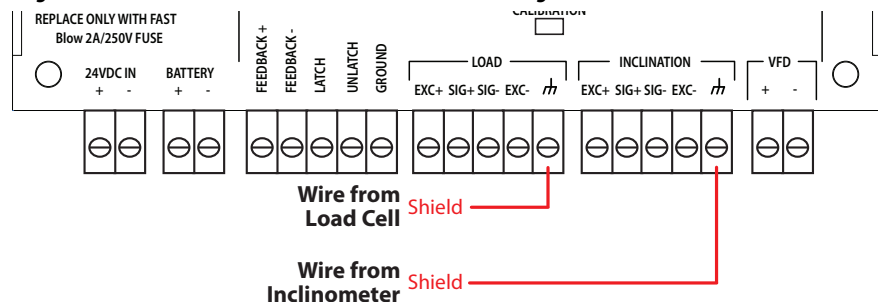 CALIBRATION
REPLACE ONLY WITH FAST
Blow 2A/250V FUSE
24VDC IN
+ -
BATTERY
+ -
FEEDBACK +
FEEDBACK -
LATCH
UNLATCH
GROUND
LOAD
EXC+ SIG+ SIG- EXC-
INCLINATION
EXC+ SIG+ SIG- EXC-
VFD
+ -
Wire from
Load Cell
Shield
Wire from
Inclinometer
Shield